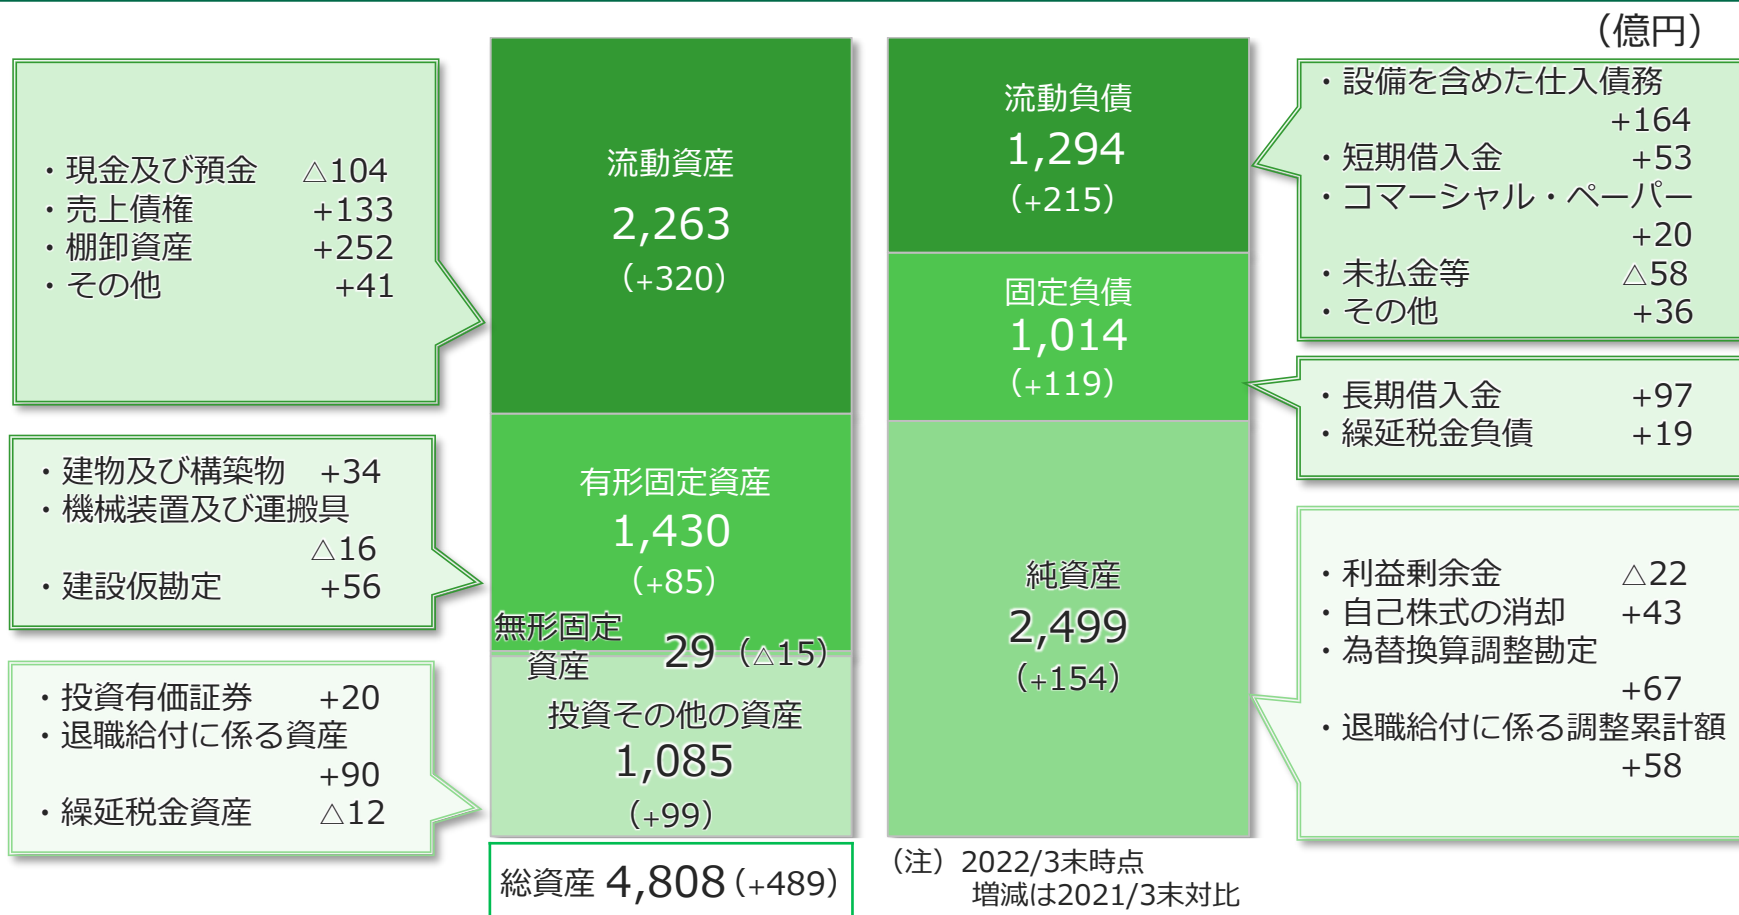 （億円）
・現金及び預金 △104
・売上債権 +133
・棚卸資産 +252
・その他 +41
・建物及び構築物 +34
・機械装置及び運搬具
△16
・建設仮勘定 +56
・投資有価証券 +20
・退職給付に係る資産
+90
・繰延税金資産 △12
流動資産
2,263
（+320）
有形固定資産
1,430
（+85）
無形固定
資産 29（△15）
投資その他の資産
1,085
（+99）
総資産 4,808（+489）
流動負債
1,294
（+215）
固定負債
1,014
（+119）
純資産
2,499
（+154）
（注）2022/3末時点
増減は2021/3末対比
・設備を含めた仕入債務
+164
・短期借入金 +53
・コマーシャル・ペーパー
+20
・未払金等 △58
・その他 +36
・長期借入金 +97
・繰延税金負債 +19
・利益剰余金 △22
・自己株式の消却 +43
・為替換算調整勘定
+67
・退職給付に係る調整累計額
+58